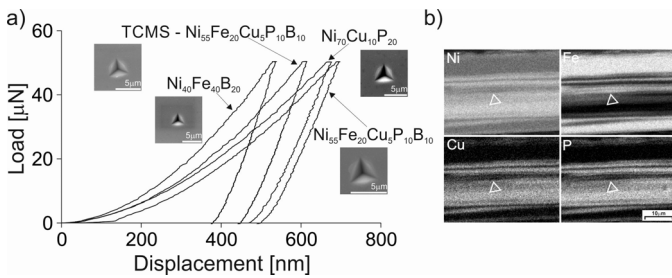 a)
TCMS - Ni₅₅Fe₂₀Cu₅P₁₀B₁₀
Ni₇₀Cu₁₀P₂₀
Ni₄₀Fe₄₀B₂₀
Ni₅₅Fe₂₀Cu₅P₁₀B₁₀
5μm
5μm
5μm
5μm
60
40
20
0
0
200
400
600
800
Load [μN]
Displacement [nm]
b)
Ni
Fe
Cu
P
10μm